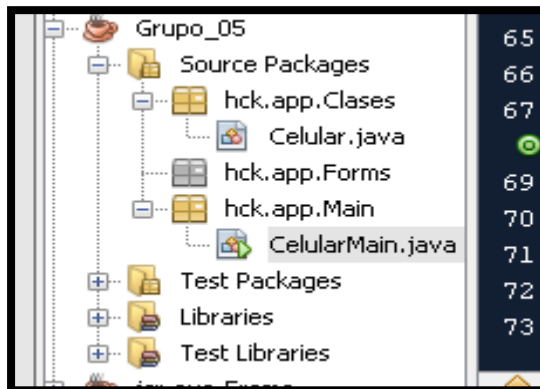 Grupo_05
Source Packages
hck.app.Clases
Celular.java
hck.app.Forms
hck.app.Main
CelularMain.java
Test Packages
Libraries
Test Libraries
65
66
67
69
70
71
72
73